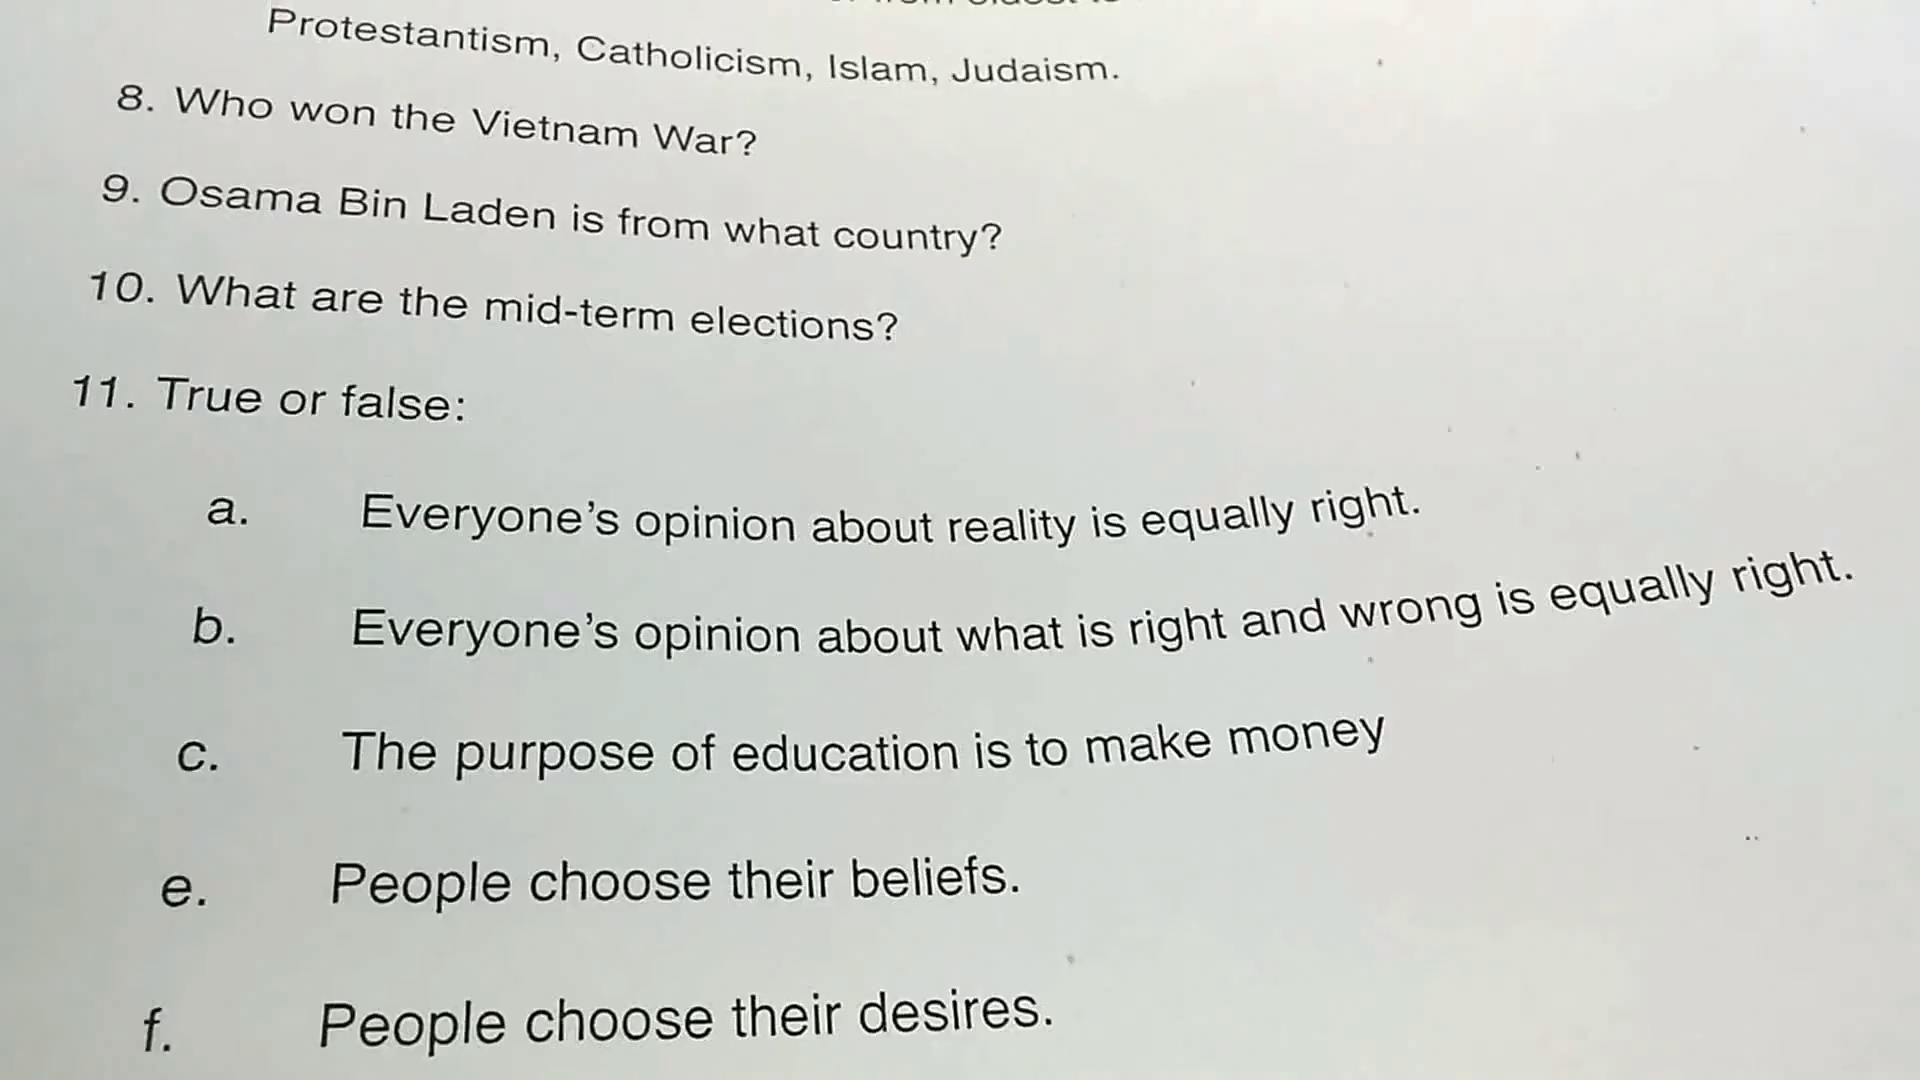 Protestantism, Catholicism, Islam, Judaism.
8. Who won the Vietnam War?
9. Osama Bin Laden is from what country?
10. What are the mid-term elections?
11. True or false:
a. Everyone's opinion about reality is equally right.
b. Everyone's opinion about what is right and wrong is equally right.
c. The purpose of education is to make money
e. People choose their beliefs.
f. People choose their desires.